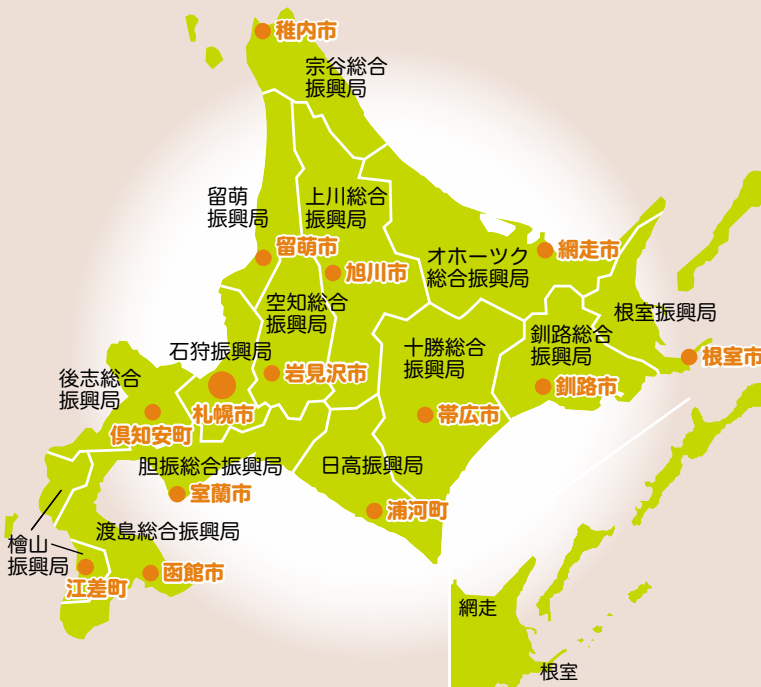 稚内市
宗谷総合
振興局
留萌
振興局
上川総合
振興局
留萌市
旭川市
オホーツク
総合振興局
網走市
空知総合
振興局
根室振興局
石狩振興局
十勝総合
振興局
釧路総合
振興局
根室市
後志総合
振興局
岩見沢市
釧路市
札幌市
帯広市
倶知安町
胆振総合振興局
日高振興局
室蘭市
浦河町
渡島総合振興局
檜山
振興局
江差町
函館市
網走
根室